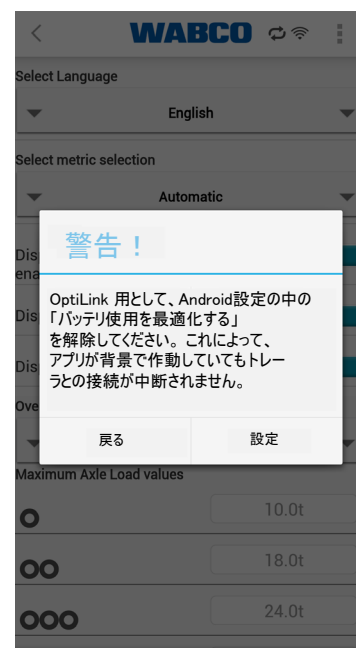 WABCO
Select Language
English
Select metric selection
Automatic
警告！
Dis
ena
OptiLink 用として、Android設定の中の
「バッテリ使用を最適化する」
を解除してください。これによって、
アプリが背景で作動していてもトレー
ラとの接続が中断されません。
Dis
Dis
Ove
戻る
設定
Maximum Axle Load values
10.0t
18.0t
24.0t